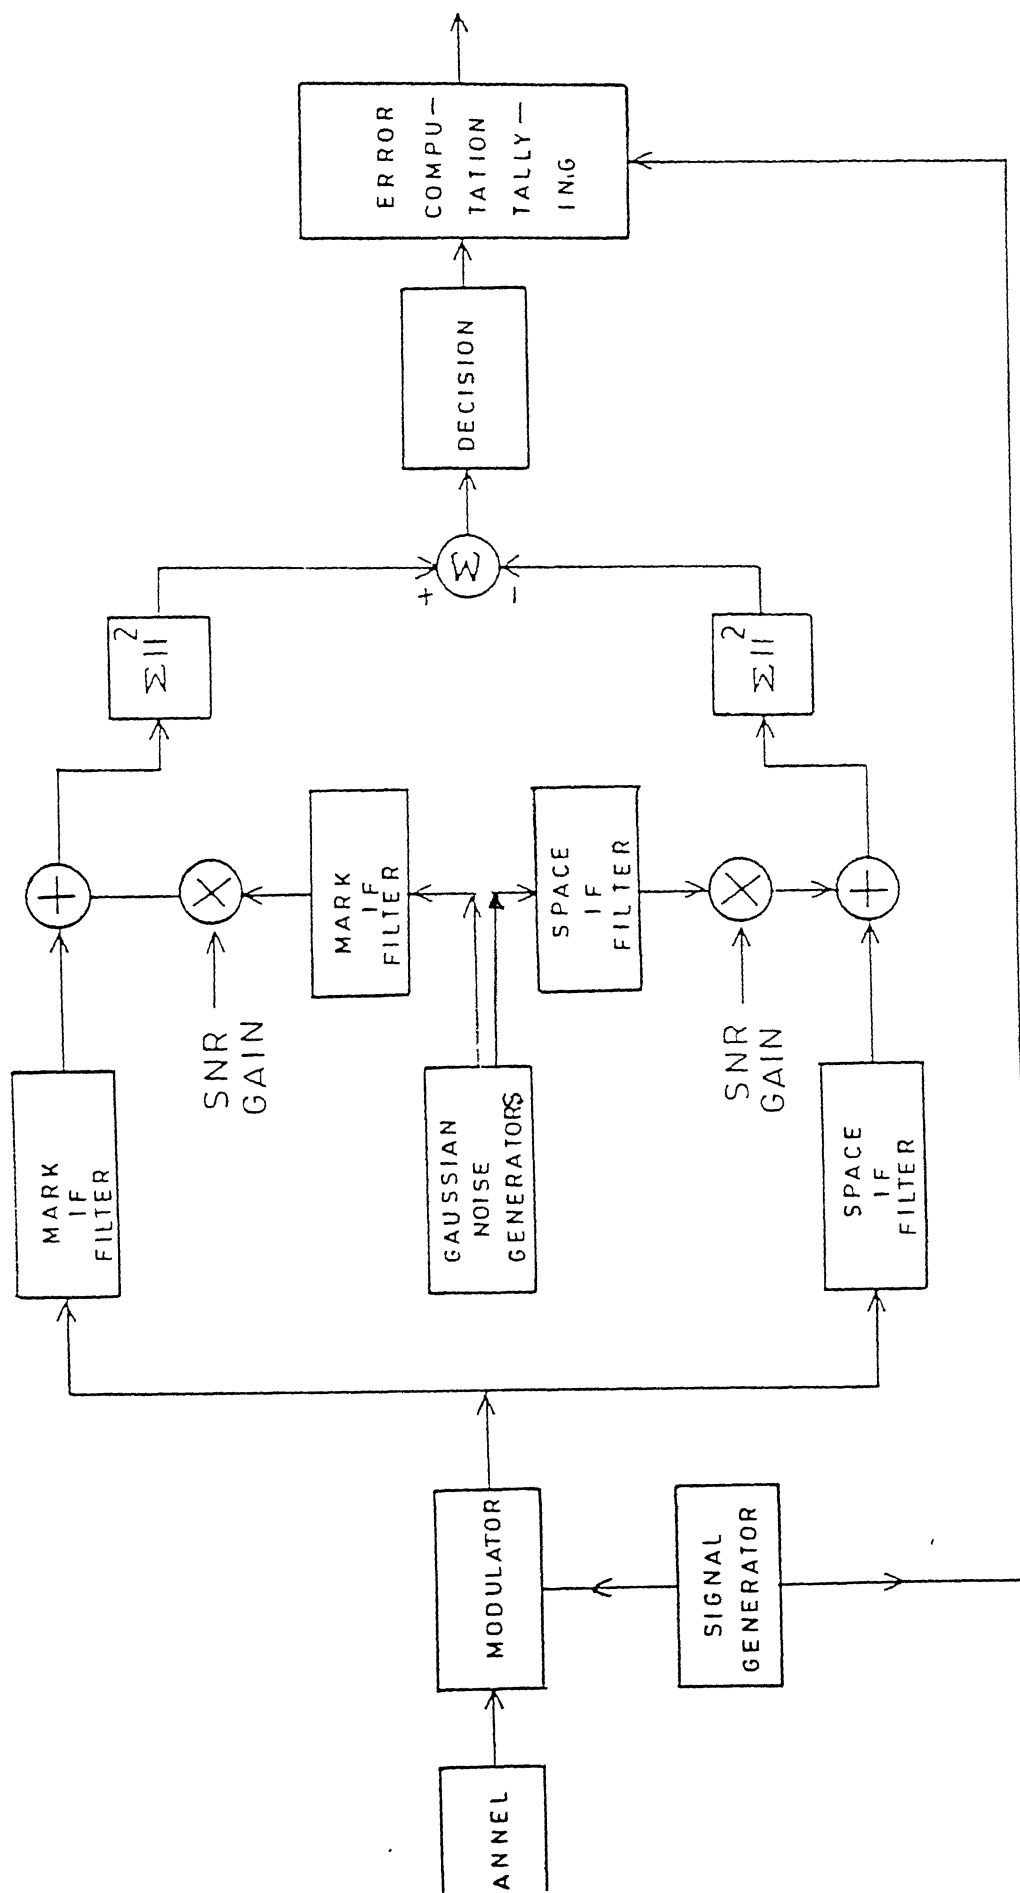 ANNEL
MODULATOR
SIGNAL
GENERATOR
MARK
IF
FILTER
SNR
GAIN
GAUSSIAN
NOISE
GENERATORS
SNR
GAIN
SPACE
IF
FILTER
MARK
IF
FILTER
SPACE
IF
FILTER
Σ||²
Σ||²
+
Σ
-
DECISION
ERROR
COMPU-
TATION
TALLY-
ING